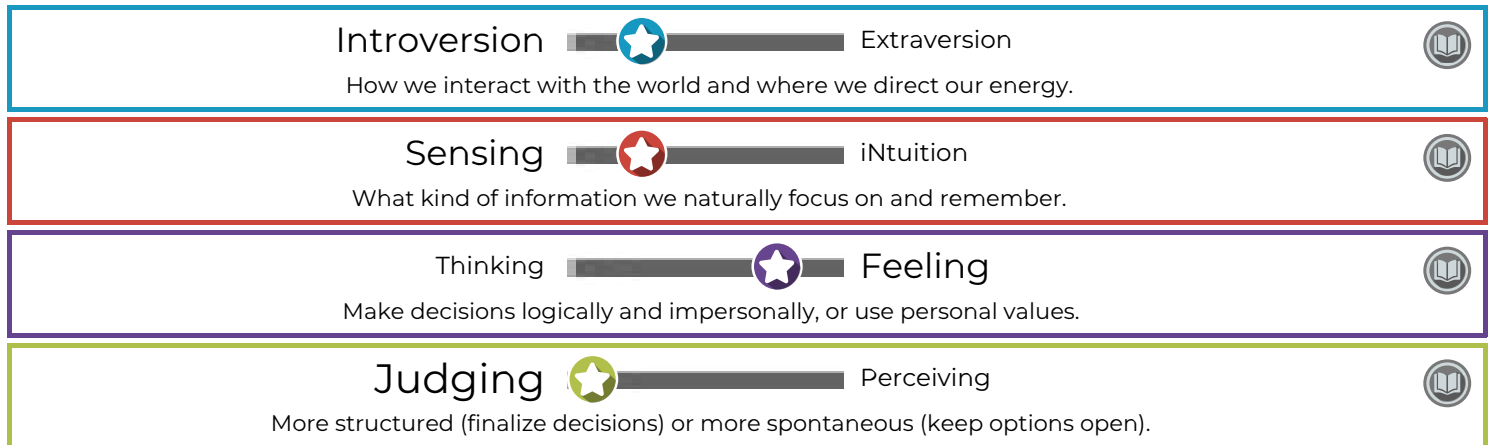 Introversion Extraversion
How we interact with the world and where we direct our energy.
Sensing iNtuition
What kind of information we naturally focus on and remember.
Thinking Feeling
Make decisions logically and impersonally, or use personal values.
Judging Perceiving
More structured (finalize decisions) or more spontaneous (keep options open).